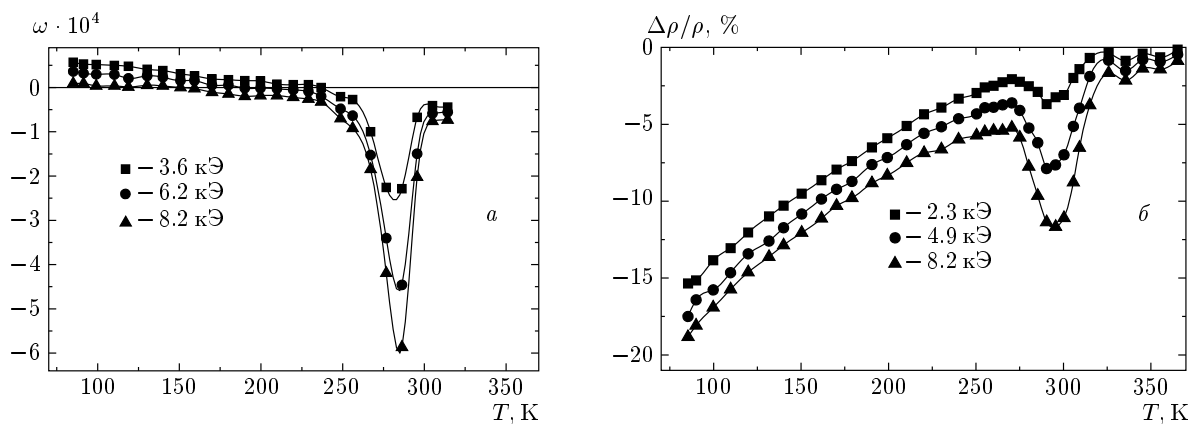 ω · 10⁴
0
−1
−2
−3
−4
−5
−6
100 150 200 250 300 350
T, К
− 3.6 кЭ
− 6.2 кЭ
− 8.2 кЭ
а
Δρ/ρ, %
0
−5
−10
−15
−20
100 150 200 250 300 350
T, К
− 2.3 кЭ
− 4.9 кЭ
− 8.2 кЭ
б